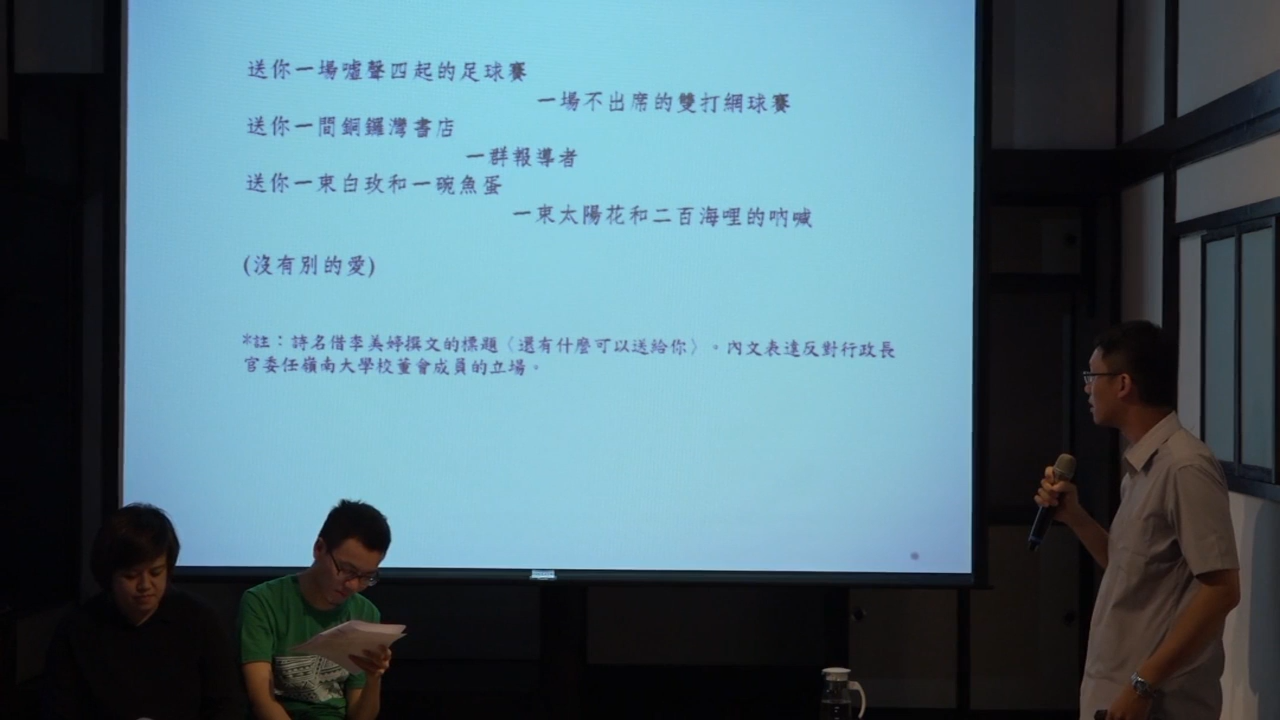 送你一場噓聲四起的足球賽
一場不出席的雙打網球賽
送你一間銅鑼灣書店
一群報導者
送你一束白玫和一碗魚蛋
一束太陽花和二百海哩的吶喊
(沒有別的愛)
*註：詩名借李美婷撰文的標題〈還有什麼可以送給你〉。內文表達反對行政長
官委任嶺南大學校董會成員的立場。